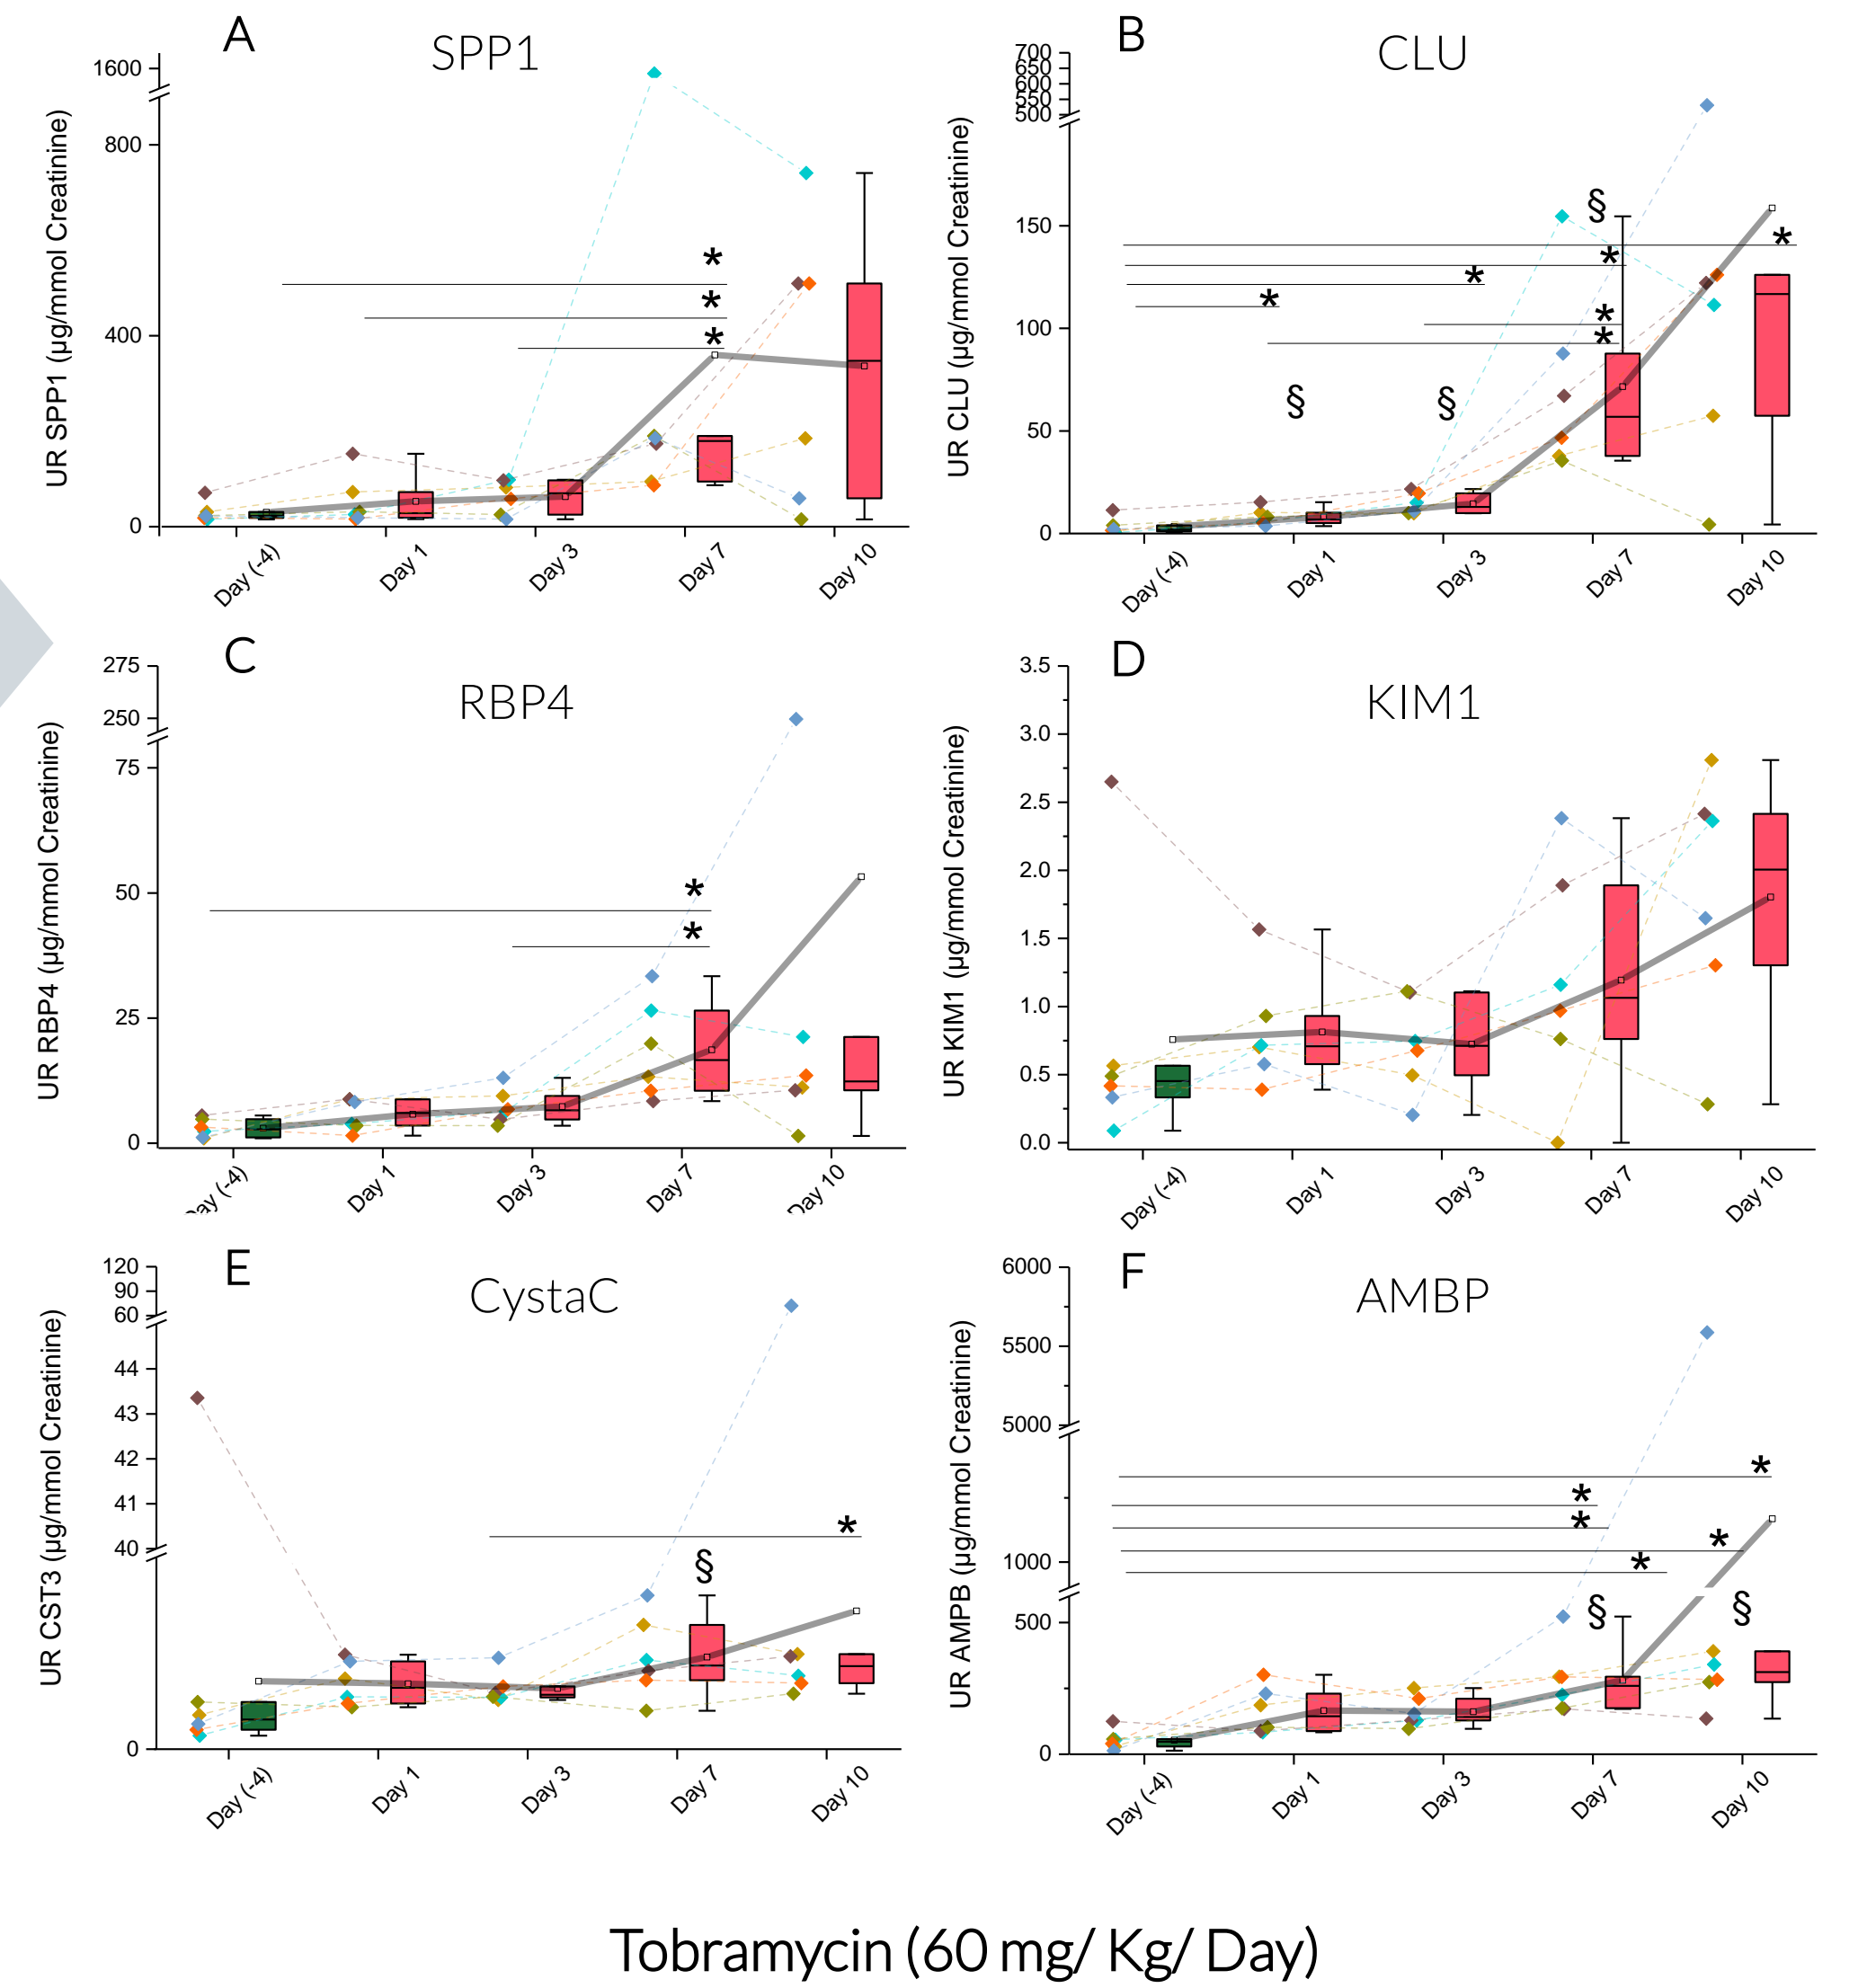 A
SPP1
1600
800
400
0
UR SPP1 (µg/mmol Creatinine)
*
*
*
Day (-4)
Day 1
Day 3
Day 7
Day 10
B
CLU
700
650
600
550
500
150
100
50
0
UR CLU (µg/mmol Creatinine)
§
*
*
*
*
*
*
§
§
Day (-4)
Day 1
Day 3
Day 7
Day 10
C
RBP4
275
250
75
50
25
0
UR RBP4 (µg/mmol Creatinine)
*
*
Day (-4)
Day 1
Day 3
Day 7
Day 10
D
KIM1
3.5
3.0
2.5
2.0
1.5
1.0
0.5
0.0
UR KIM1 (µg/mmol Creatinine)
Day (-4)
Day 1
Day 3
Day 7
Day 10
E
CystaC
120
90
60
44
43
42
41
40
0
UR CST3 (µg/mmol Creatinine)
*
§
Day (-4)
Day 1
Day 3
Day 7
Day 10
F
AMBP
6000
5500
5000
1000
500
0
UR AMPB (µg/mmol Creatinine)
*
*
*
*
*
§
§
Day (-4)
Day 1
Day 3
Day 7
Day 10
Tobramycin (60 mg/ Kg/ Day)